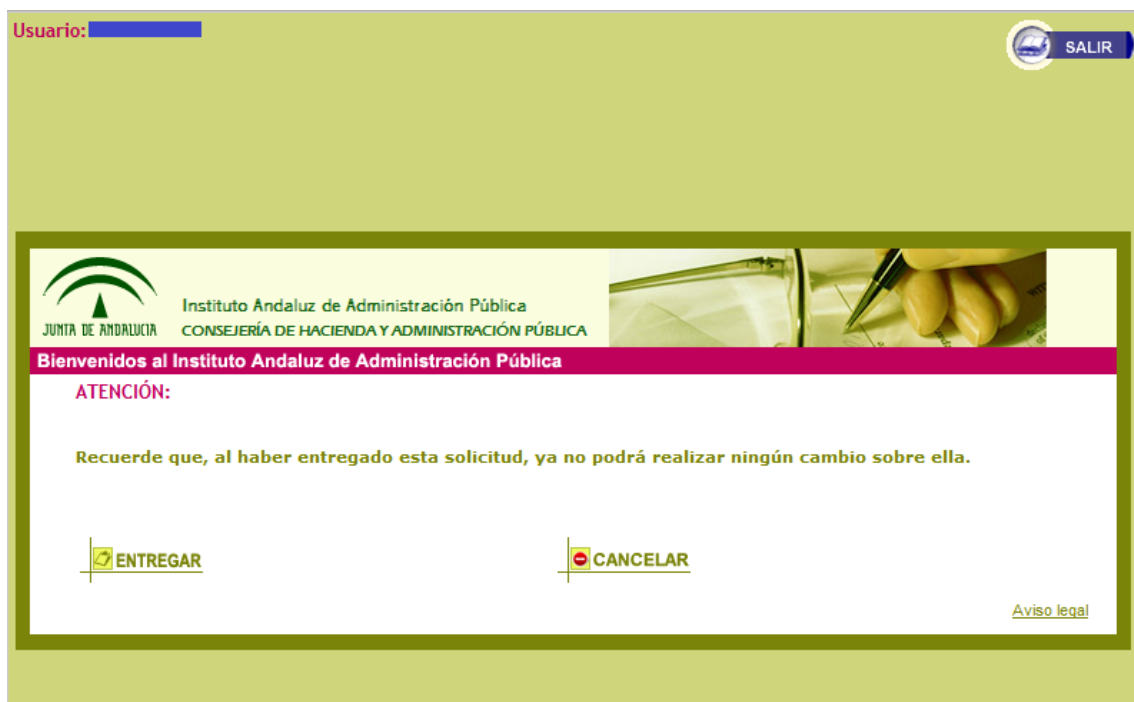 Usuario:
SALIR
JUNTA DE ANDALUCIA
Instituto Andaluz de Administración Pública
CONSEJERÍA DE HACIENDA Y ADMINISTRACIÓN PÚBLICA
Bienvenidos al Instituto Andaluz de Administración Pública
ATENCIÓN:
Recuerde que, al haber entregado esta solicitud, ya no podrá realizar ningún cambio sobre ella.
ENTREGAR
CANCELAR
Aviso legal